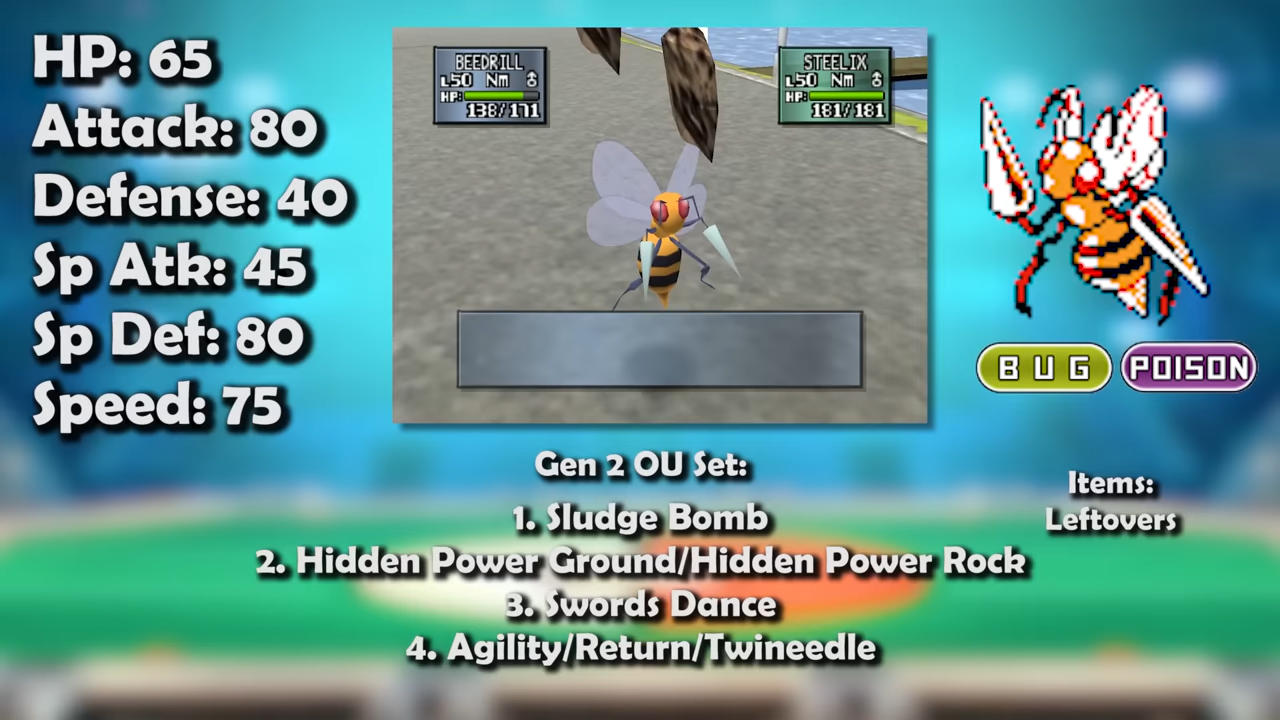 HP: 65
Attack: 80
Defense: 40
Sp Atk: 45
Sp Def: 80
Speed: 75
BEEDRILL
L50 Nm ♂
HP:
138/171
STEELIX
L50 Nm ♂
HP:
181/181
BUG
POISON
Gen 2 OU Set:
1. Sludge Bomb
2. Hidden Power Ground/Hidden Power Rock
3. Swords Dance
4. Agility/Return/Twineedle
Items:
Leftovers